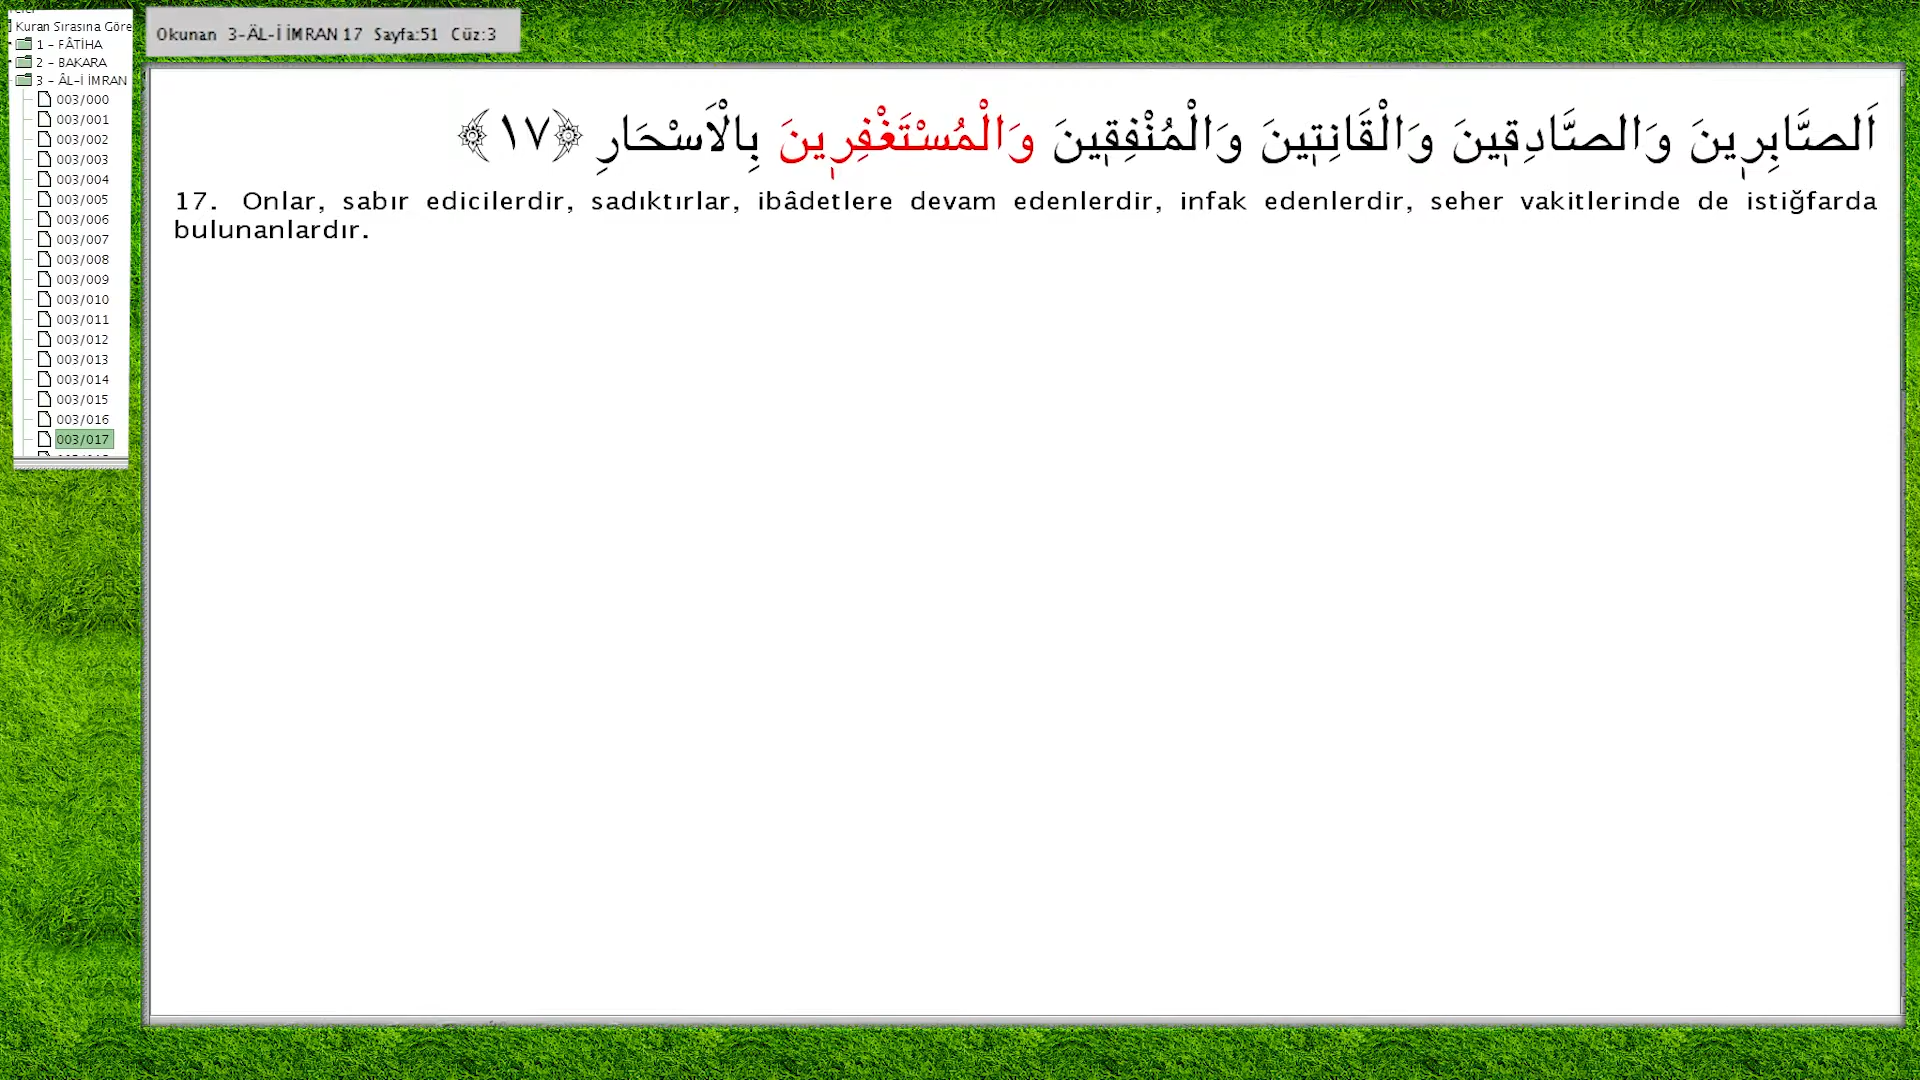 Kuran Sırasına Göre
1 - FÂTİHA
2 - BAKARA
3 - ÂL-İ İMRAN
003/000
003/001
003/002
003/003
003/004
003/005
003/006
003/007
003/008
003/009
003/010
003/011
003/012
003/013
003/014
003/015
003/016
003/017
Okunan 3-ÂL-İ İMRAN 17 Sayfa:51 Cüz:3
اَلصَّابِر۪ينَ وَالصَّادِق۪ينَ وَالْقَانِت۪ينَ وَالْمُنْفِق۪ينَ وَالْمُسْتَغْفِر۪ينَ بِالْاَسْحَارِ ﴿١٧﴾
17. Onlar, sabır edicilerdir, sadıktırlar, ibâdetlere devam edenlerdir, infak edenlerdir, seher vakitlerinde de istiğfarda
bulunanlardır.